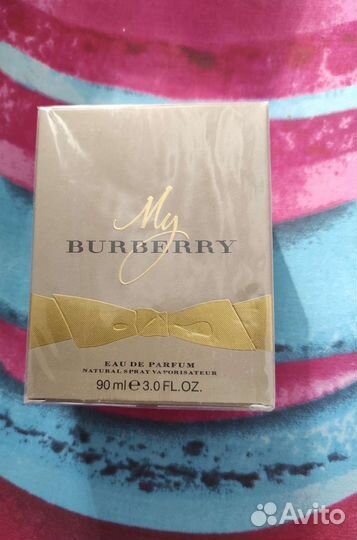 My
BURBERRY
EAU DE PARFUM
NATURAL SPRAY VAPORISATEUR
90 ml ℮ 3.0 FL.OZ.
Avito